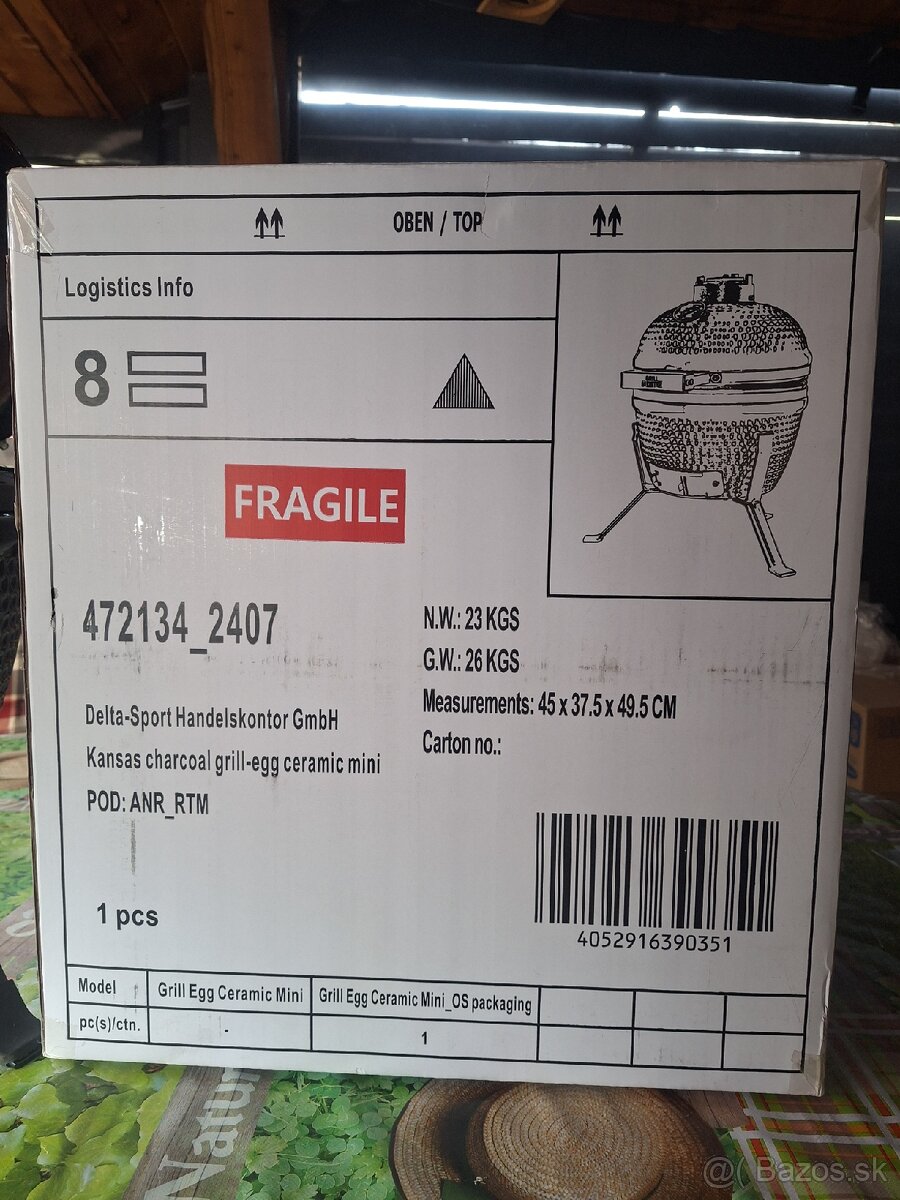 OBEN / TOP
Logistics Info
8
FRAGILE
472134_2407
N.W.: 23 KGS
G.W.: 26 KGS
Measurements: 45 x 37.5 x 49.5 CM
Carton no.:
Delta-Sport Handelskontor GmbH
Kansas charcoal grill-egg ceramic mini
POD: ANR_RTM
1 pcs
4052916390351
Model Grill Egg Ceramic Mini Grill Egg Ceramic Mini_OS packaging
pc(s)/ctn. - 1
Natur
Bazos.sk